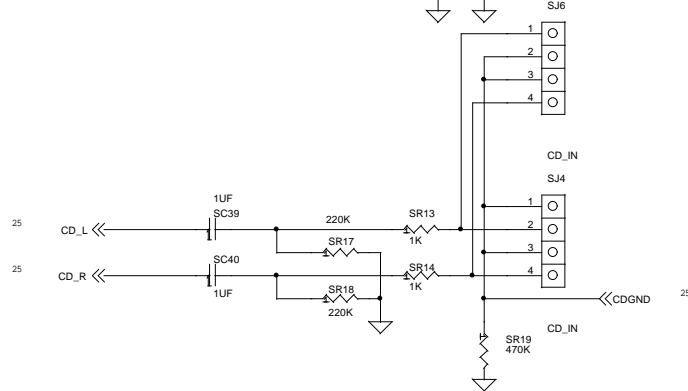 SJ6
1
2
3
4
CD_IN
SJ4
1UF
25
CD_L
SC39
220K
SR13
1K
1
2
SR17
3
25
CD_R
SC40
SR14
1K
4
1UF
SR18
220K
CDGND
25
CD_IN
SR19
470K